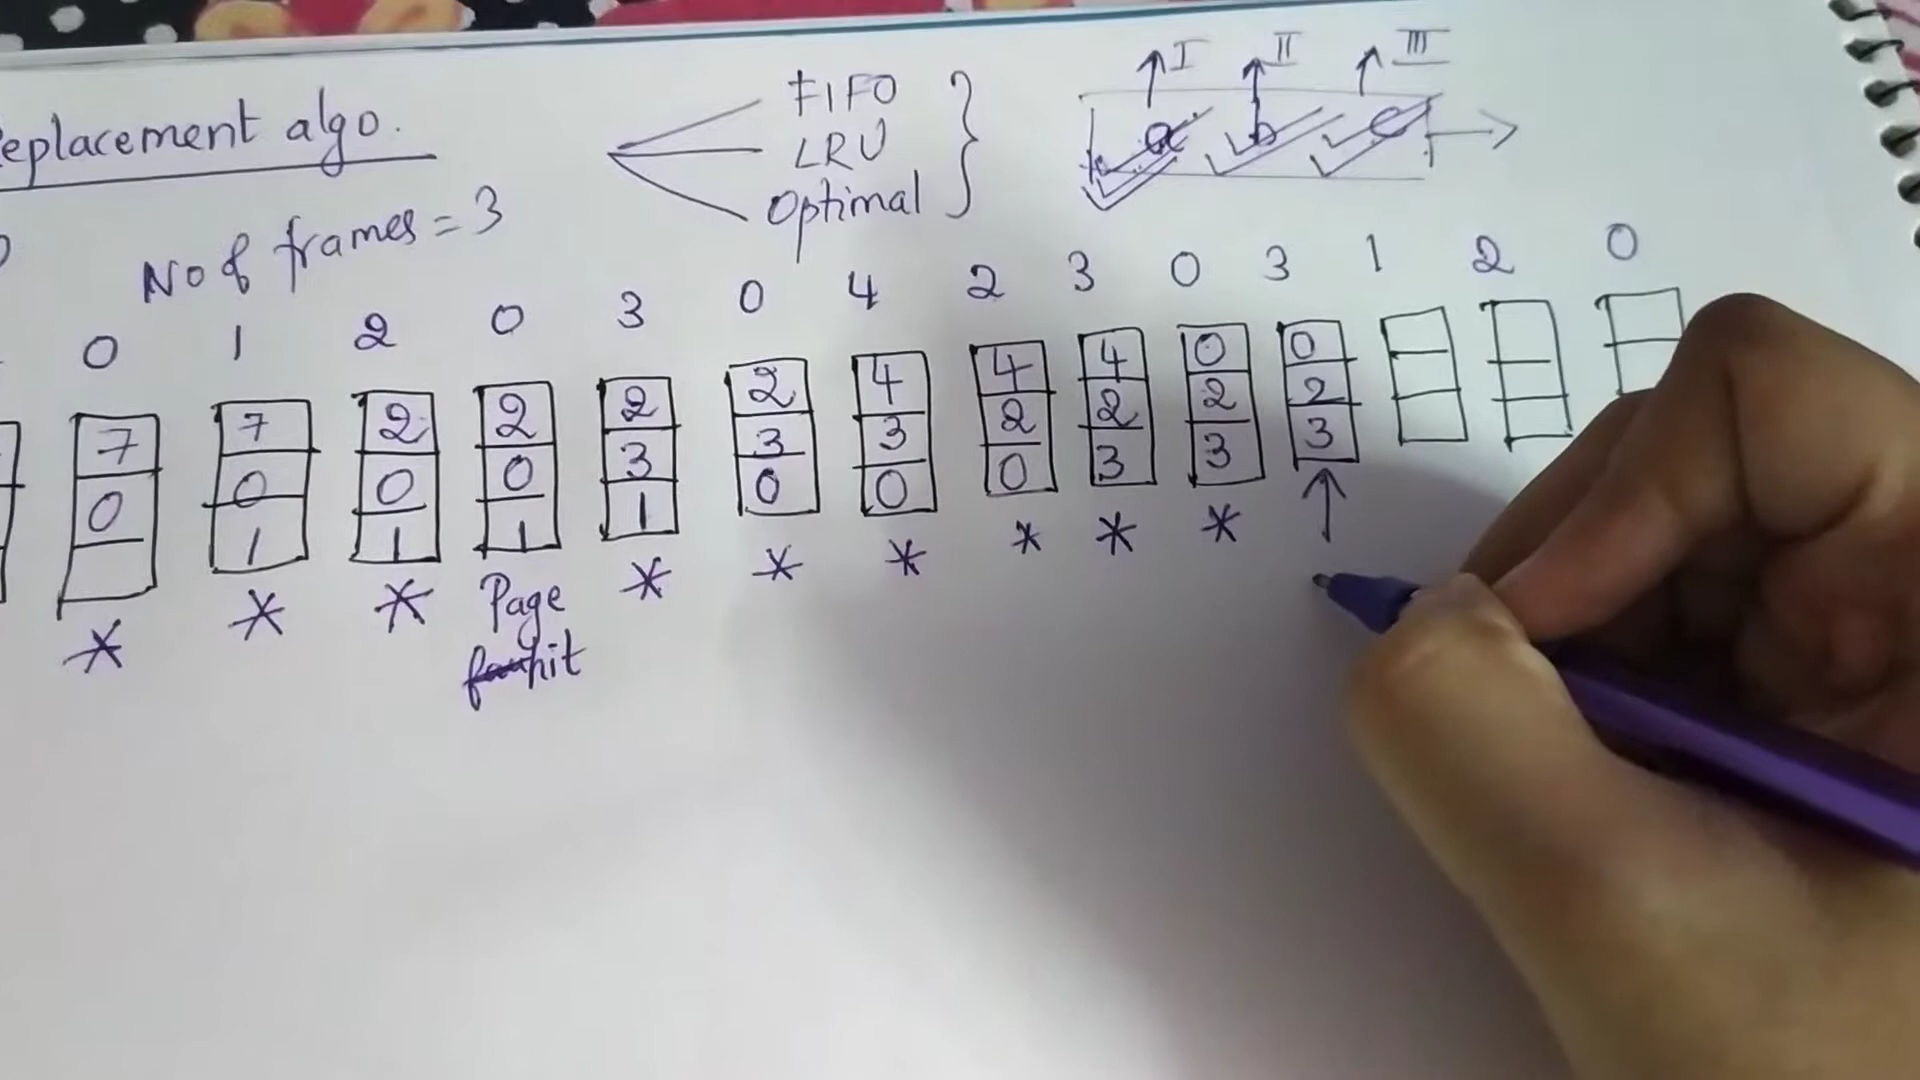 eplacement algo.
FIFO
LRU
Optimal
I II III
a b c
No of frames = 3
0 1 2 0 3 0 4 2 3 0 3 1 2 0
7 7 2 2 2 2 4 4 4 0 0
0 0 0 0 3 3 3 2 2 2 2
1 1 1 1 0 0 0 3 3 3
* * * * * * * * *
Page
hit